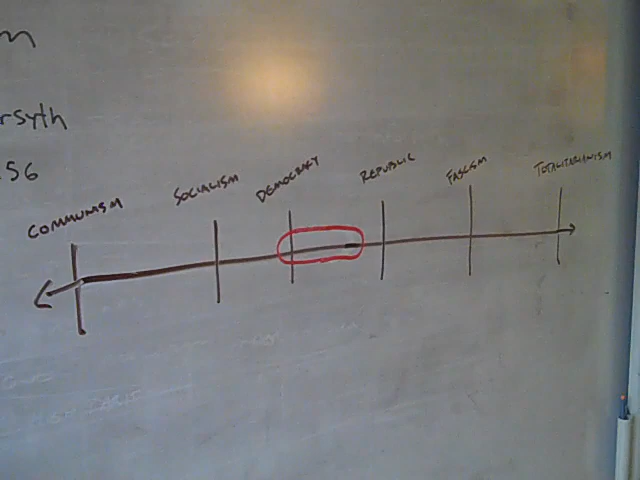 m
rsyth
56
COMMUNISM
SOCIALISM
DEMOCRACY
REPUBLIC
FASCISM
TOTALITARIANISM